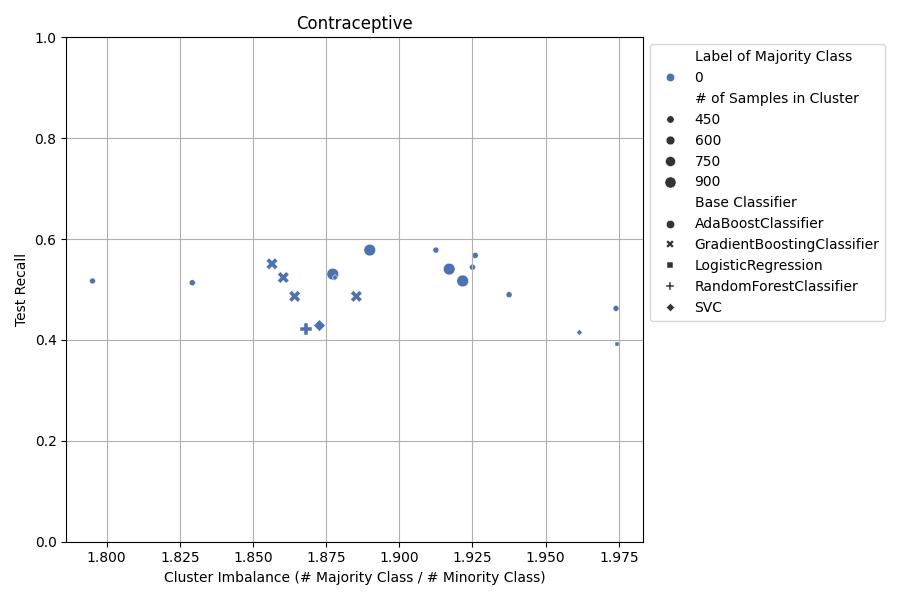 Contraceptive
1.0
0.8
0.6
0.4
0.2
0.0
Test Recall
1.800
1.825
1.850
1.875
1.900
1.925
1.950
1.975
Cluster Imbalance (# Majority Class / # Minority Class)
Label of Majority Class
0
# of Samples in Cluster
450
600
750
900
Base Classifier
AdaBoostClassifier
GradientBoostingClassifier
LogisticRegression
RandomForestClassifier
SVC